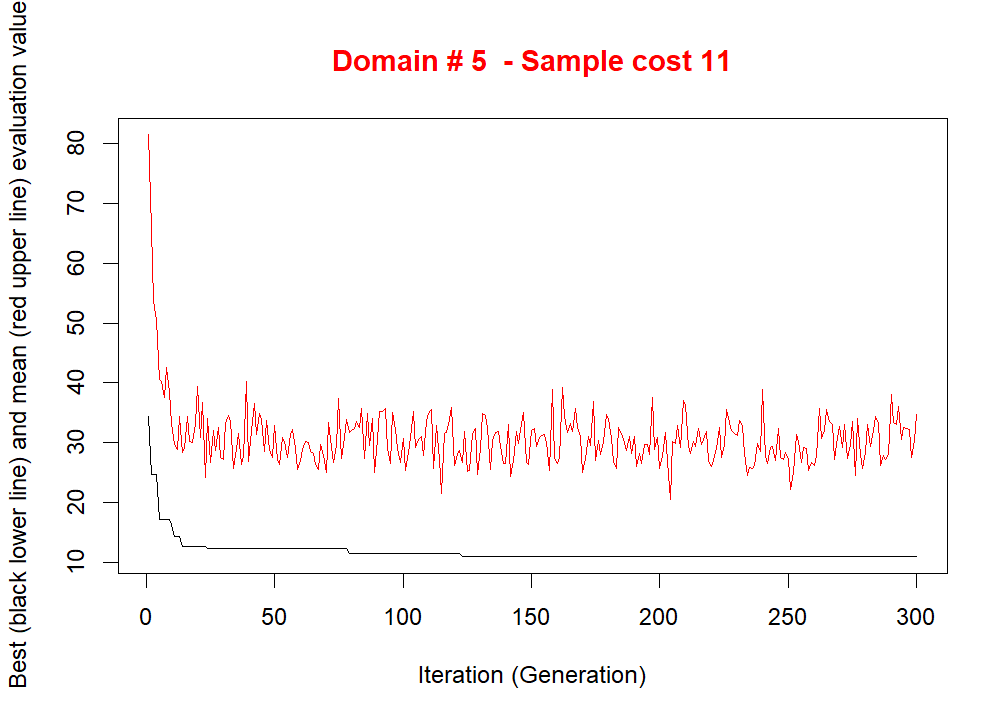 Domain # 5 - Sample cost 11
Best (black lower line) and mean (red upper line) evaluation value
80
70
60
50
40
30
20
10
0 50 100 150 200 250 300
Iteration (Generation)